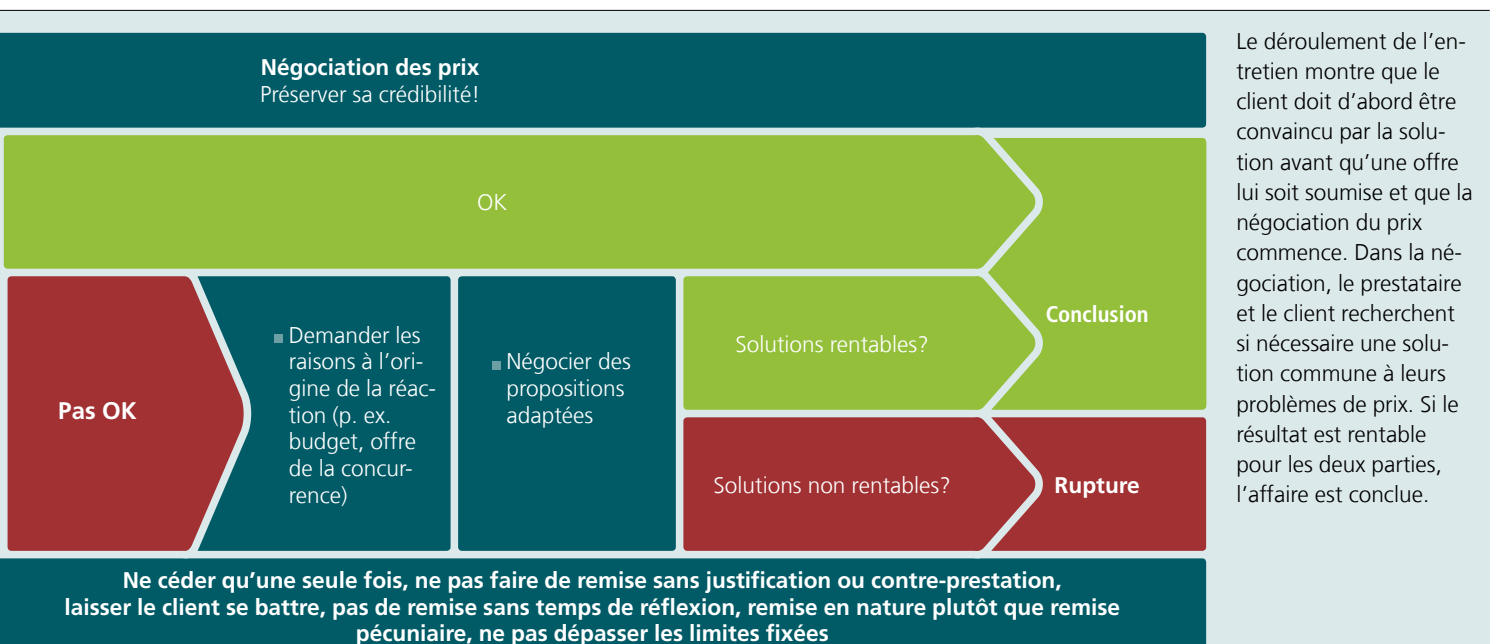 Négociation des prix
Préserver sa crédibilité!
OK
Pas OK
Demander les
raisons à l'ori-
gine de la réac-
tion (p. ex.
budget, offre
de la concur-
rence)
Négocier des
propositions
adaptées
Solutions rentables?
Conclusion
Solutions non rentables?
Rupture
Ne céder qu'une seule fois, ne pas faire de remise sans justification ou contre-prestation,
laisser le client se battre, pas de remise sans temps de réflexion, remise en nature plutôt que remise
pécuniaire, ne pas dépasser les limites fixées
Le déroulement de l'en-
tretien montre que le
client doit d'abord être
convaincu par la solu-
tion avant qu'une offre
lui soit soumise et que la
négociation du prix
commence. Dans la né-
gociation, le prestataire
et le client recherchent
si nécessaire une solu-
tion commune à leurs
problèmes de prix. Si le
résultat est rentable
pour les deux parties,
l'affaire est conclue.